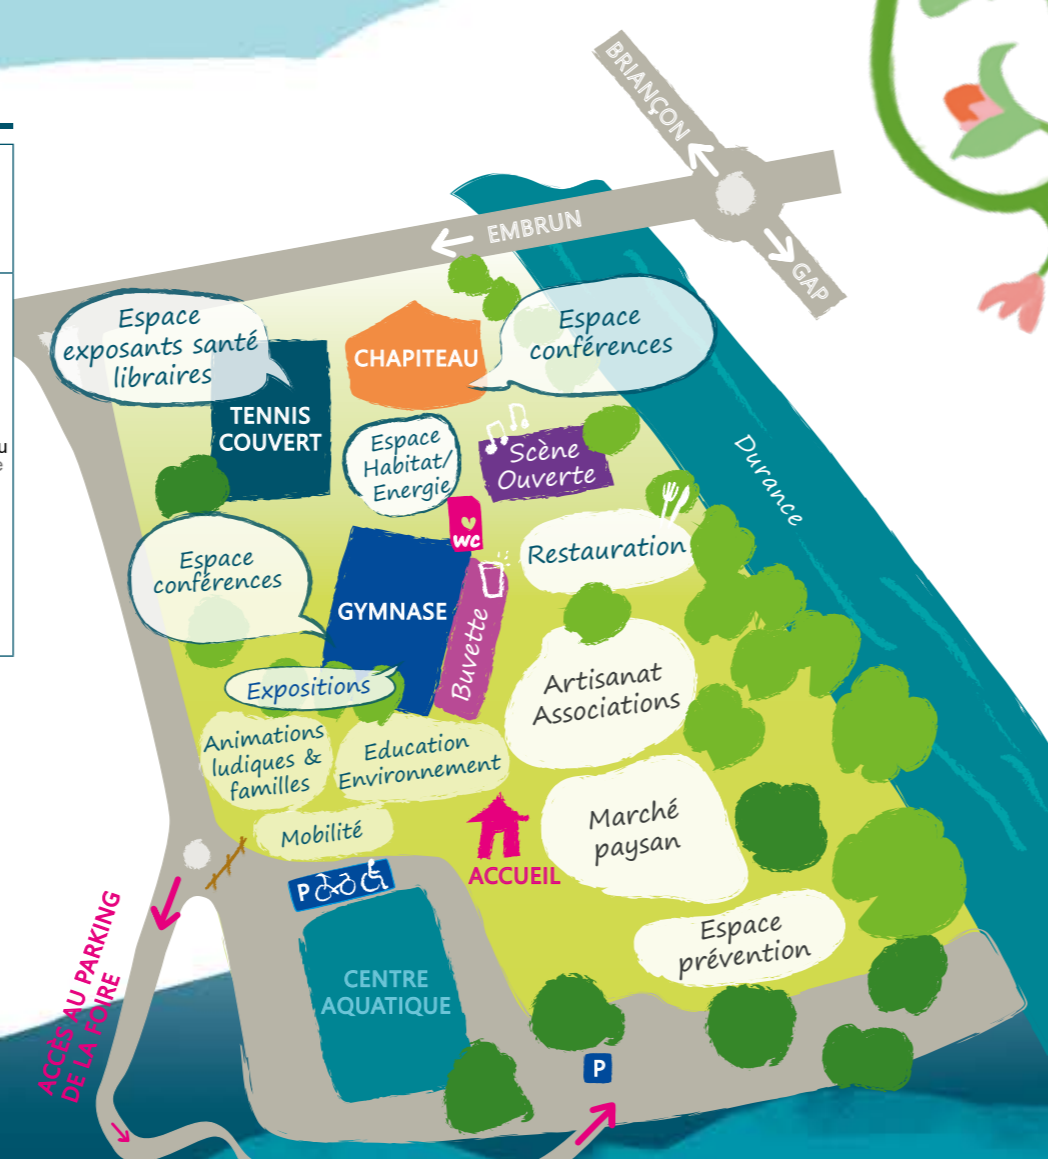 BRIANÇON
EMBRUN
GAP
Espace
exposants santé
libraires
CHAPITEAU
Espace
conférences
TENNIS
COUVERT
Espace
Habitat/
Energie
Scène
Ouverte
Durance
WC
Restauration
Espace
conférences
GYMNASE
Buvette
Expositions
Artisanat
Associations
Animations
ludiques &
familles
Education
Environnement
Mobilité
Marché
paysan
ACCUEIL
P
Espace
prévention
CENTRE
AQUATIQUE
ACCÈS AU PARKING
DE LA FOIRE
P
u
e